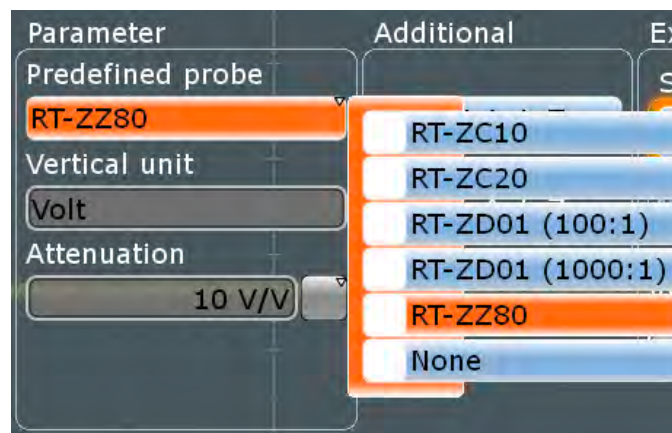 Parameter
Additional
Predefined probe
RT-ZZ80
Vertical unit
Volt
Attenuation
10 V/V
RT-ZC10
RT-ZC20
RT-ZD01 (100:1)
RT-ZD01 (1000:1)
RT-ZZ80
None